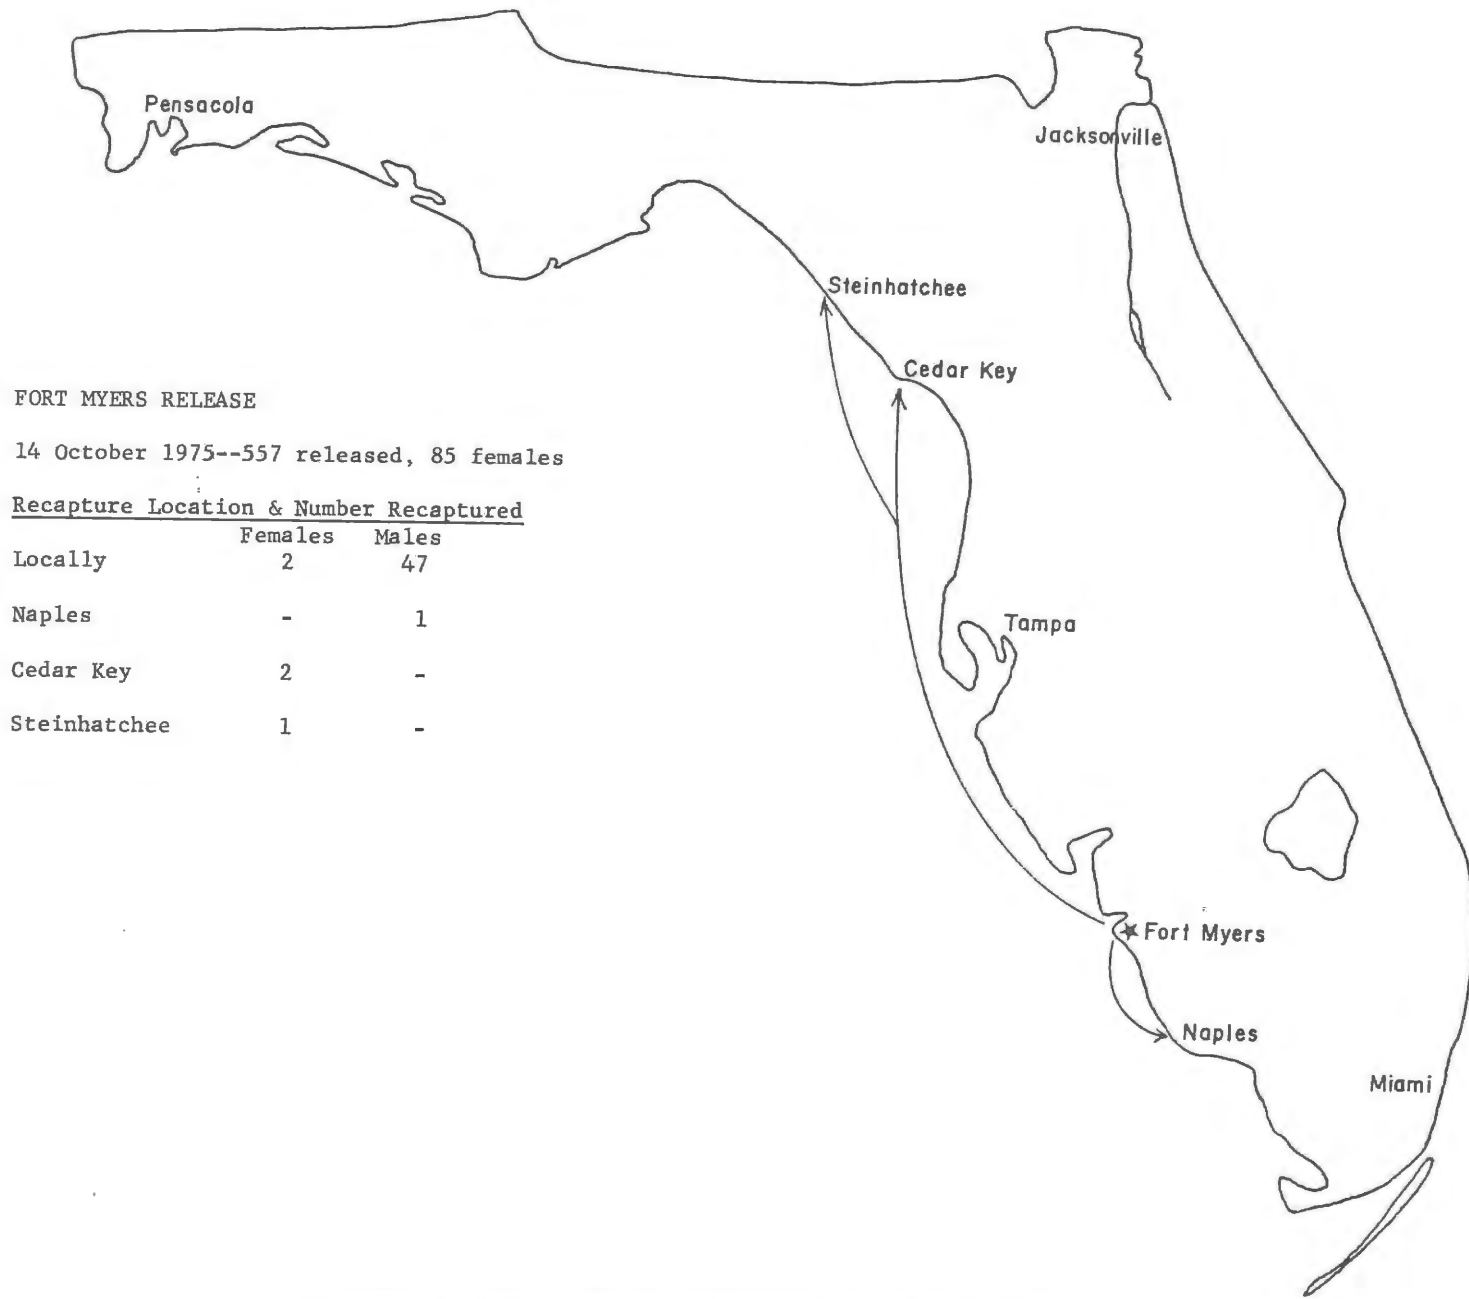 Pensacola
Jacksonville
Steinhatchee
Cedar Key
FORT MYERS RELEASE
14 October 1975--557 released, 85 females
Recapture Location & Number Recaptured
Females Males
Locally 2 47
Naples - 1
Cedar Key 2 -
Steinhatchee 1 -
Tampa
Fort Myers
Naples
Miami